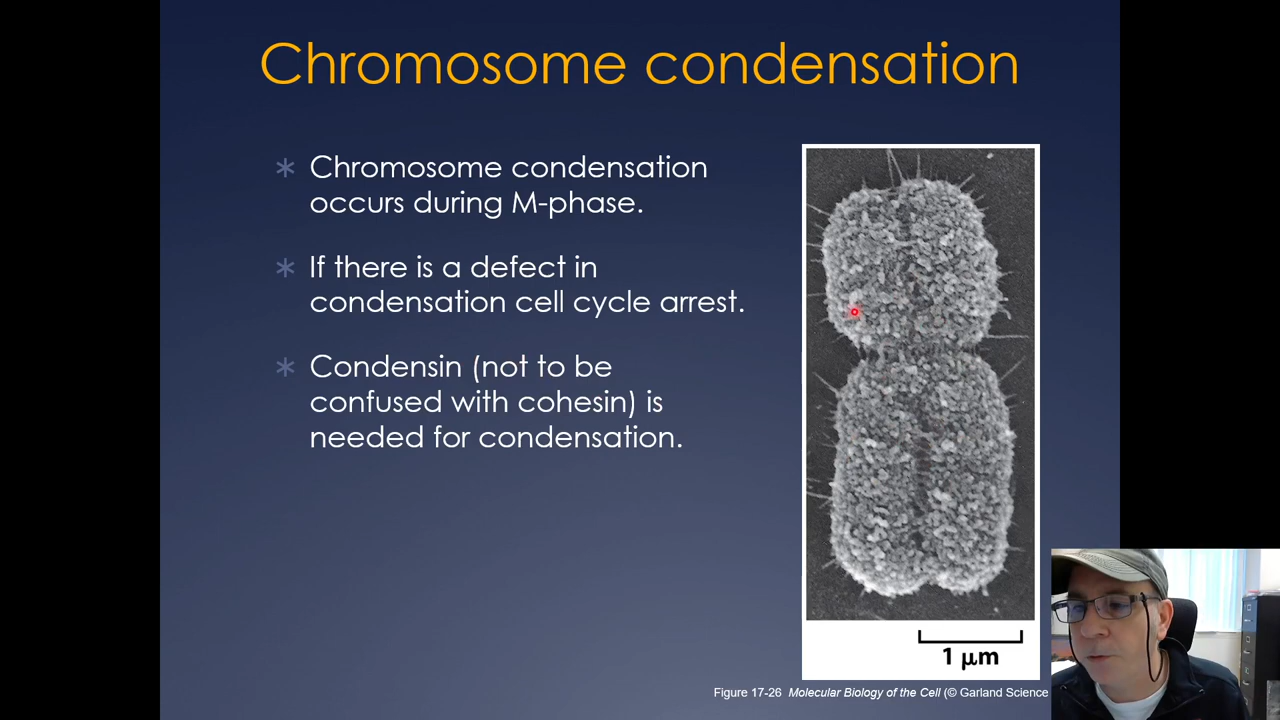 Chromosome condensation
Chromosome condensation
occurs during M-phase.
If there is a defect in
condensation cell cycle arrest.
Condensin (not to be
confused with cohesin) is
needed for condensation.
1 μm
Figure 17-26 Molecular Biology of the Cell (© Garland Science